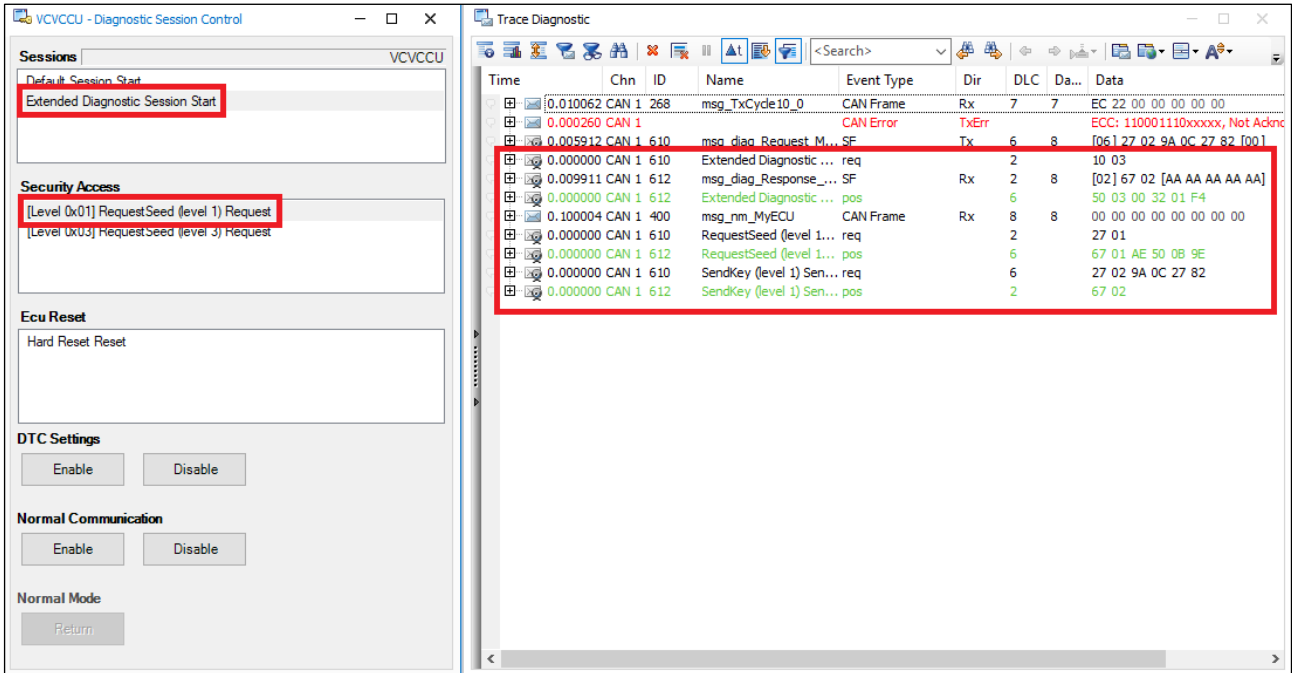 VCVCCU - Diagnostic Session Control
Sessions VCVCCU
Default Session Start
Extended Diagnostic Session Start
Security Access
[Level 0x01] RequestSeed (level 1) Request
[Level 0x03] RequestSeed (level 3) Request
Ecu Reset
Hard Reset Reset
DTC Settings
Enable Disable
Normal Communication
Enable Disable
Normal Mode
Return
Trace Diagnostic
<Search>
Time Chn ID Name Event Type Dir DLC Da... Data
0.010062 CAN 1 268 msg_TxCycle10_0 CAN Frame Rx 7 7 EC 22 00 00 00 00 00
0.000260 CAN 1 CAN Error TxErr ECC: 110001110xxxxx, Not Ackno
0.005912 CAN 1 610 msg_diag_Request_M... SF Tx 6 8 [06] 27 02 9A 0C 27 82 [00]
0.000000 CAN 1 610 Extended Diagnostic ... req 2 10 03
0.009911 CAN 1 612 msg_diag_Response_... SF Rx 2 8 [02] 67 02 [AA AA AA AA AA]
0.000000 CAN 1 612 Extended Diagnostic ... pos 6 50 03 00 32 01 F4
0.100004 CAN 1 400 msg_nm_MyECU CAN Frame Rx 8 8 00 00 00 00 00 00 00 00
0.000000 CAN 1 610 RequestSeed (level 1... req 2 27 01
0.000000 CAN 1 612 RequestSeed (level 1... pos 6 67 01 AE 50 0B 9E
0.000000 CAN 1 610 SendKey (level 1) Sen... req 6 27 02 9A 0C 27 82
0.000000 CAN 1 612 SendKey (level 1) Sen... pos 2 67 02